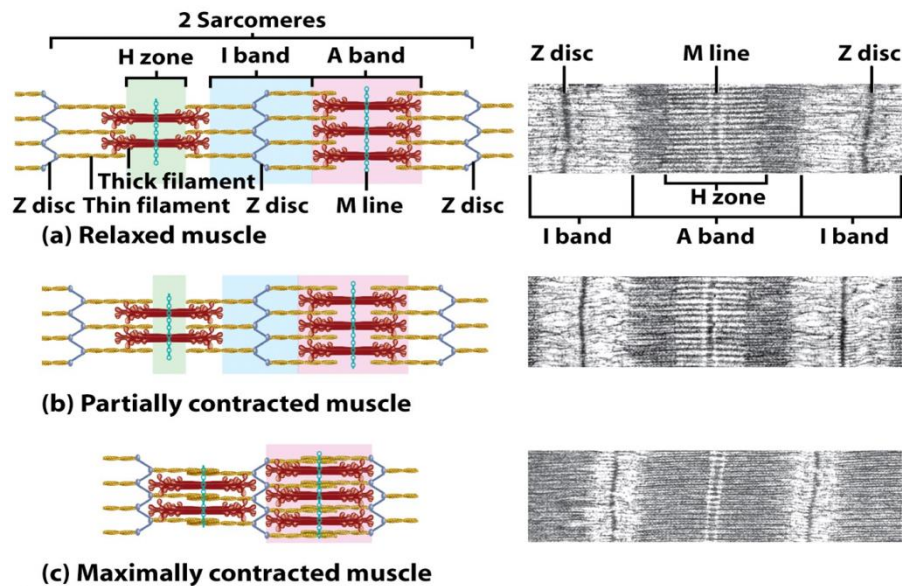 2 Sarcomeres
H zone I band A band
Thick filament
Z disc Thin filament Z disc M line Z disc
(a) Relaxed muscle
Z disc M line Z disc
H zone
I band A band I band
(b) Partially contracted muscle
(c) Maximally contracted muscle